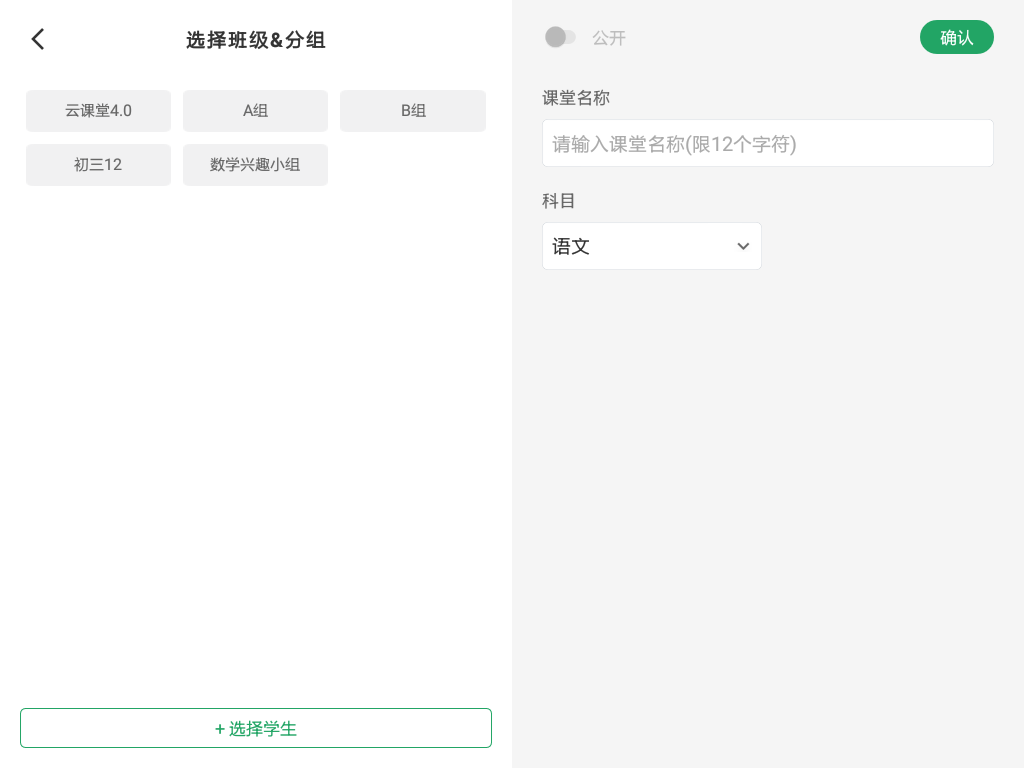 选择班级&分组
云课堂4.0
A组
B组
初三12
数学兴趣小组
+ 选择学生
公开
确认
课堂名称
请输入课堂名称(限12个字符)
科目
语文